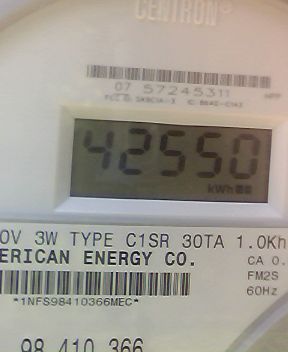 CENTRON®
07 57245311
42550
kWh
0V 3W TYPE C1SR 30TA 1.0Kh
ERICAN ENERGY CO.
CA 0.
FM2S
60Hz
*1NFS98410366MEC*
98 410 366